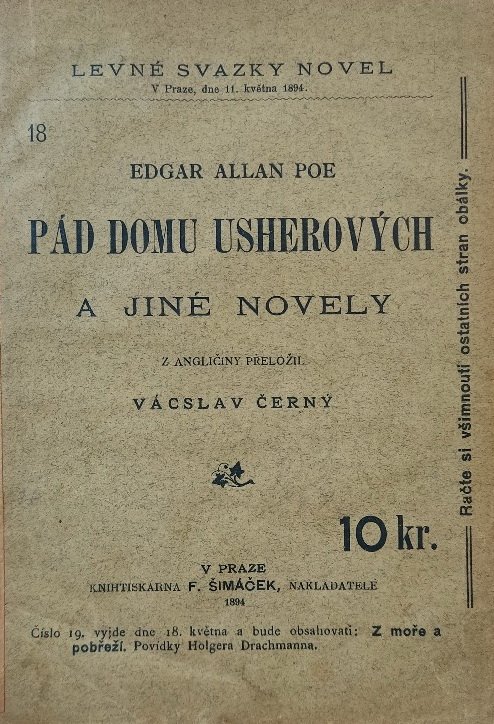 LEVNÉ SVAZKY NOVEL
V Praze, dne 11. května 1894.
18
EDGAR ALLAN POE
PÁD DOMU USHEROVÝCH
A JINÉ NOVELY
Z ANGLIČINY PŘELOŽIL
VÁCSLAV ČERNÝ
10 kr.
V PRAZE
KNIHTISKARNA F. ŠIMÁČEK, NAKLADATELÉ
1894
Číslo 19. vyjde dne 18. května a bude obsahovati: Z moře a
pobřeží. Povídky Holgera Drachmanna.
Račte si všimnouti ostatních stran obálky.